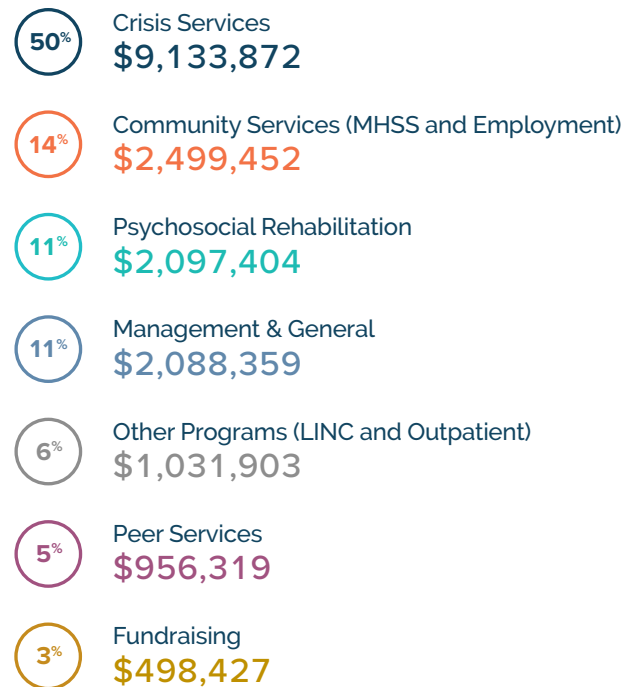 50%
Crisis Services
$9,133,872
14%
Community Services (MHSS and Employment)
$2,499,452
11%
Psychosocial Rehabilitation
$2,097,404
11%
Management & General
$2,088,359
6%
Other Programs (LINC and Outpatient)
$1,031,903
5%
Peer Services
$956,319
3%
Fundraising
$498,427